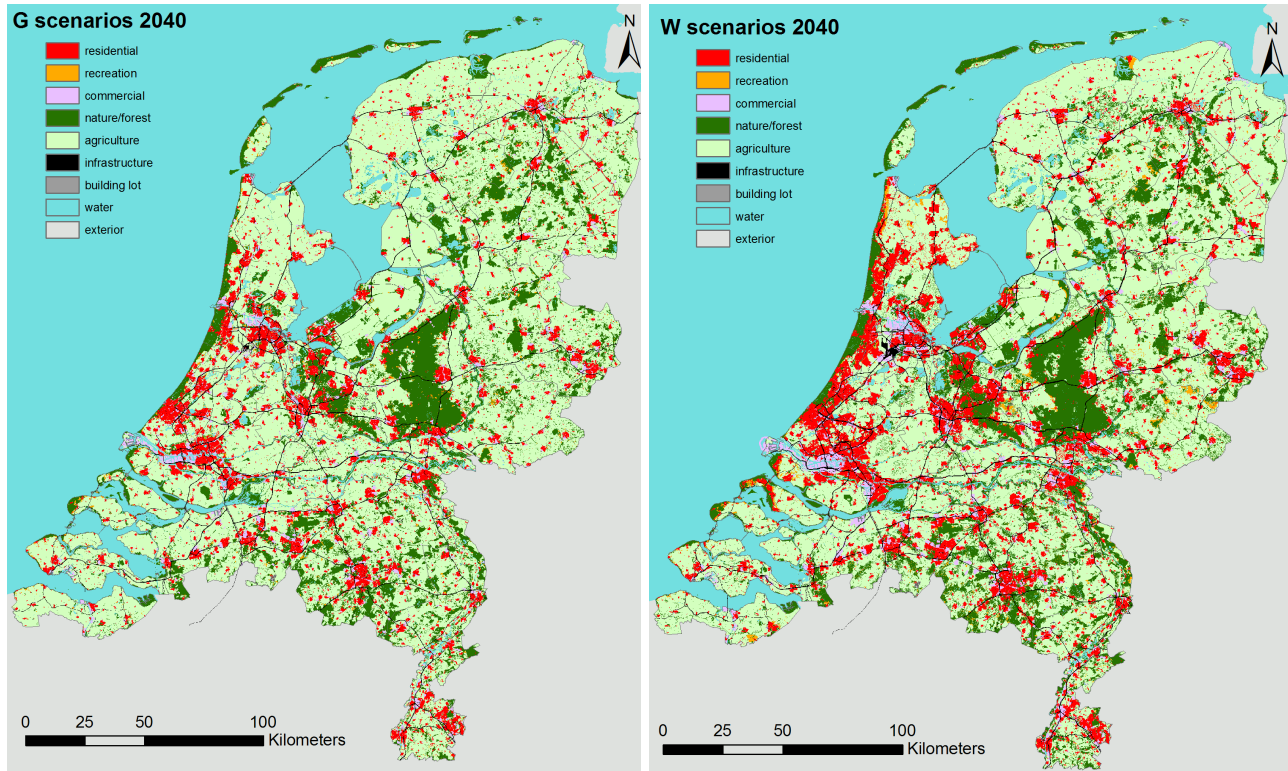 G scenarios 2040
N
residential
recreation
commercial
nature/forest
agriculture
infrastructure
building lot
water
exterior
0 25 50 100
Kilometers
W scenarios 2040
N
residential
recreation
commercial
nature/forest
agriculture
infrastructure
building lot
water
exterior
0 25 50 100
Kilometers